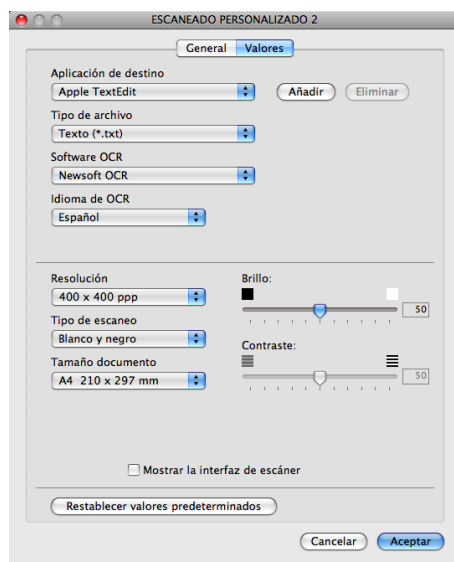 ESCANEADO PERSONALIZADO 2
General Valores
Aplicación de destino
Apple TextEdit Añadir Eliminar
Tipo de archivo
Texto (*.txt)
Software OCR
Newsoft OCR
Idioma de OCR
Español
Resolución Brillo:
400 x 400 ppp 50
Tipo de escaneo
Blanco y negro Contraste:
Tamaño documento
A4 210 x 297 mm 50
Mostrar la interfaz de escáner
Restablecer valores predeterminados
Cancelar Aceptar